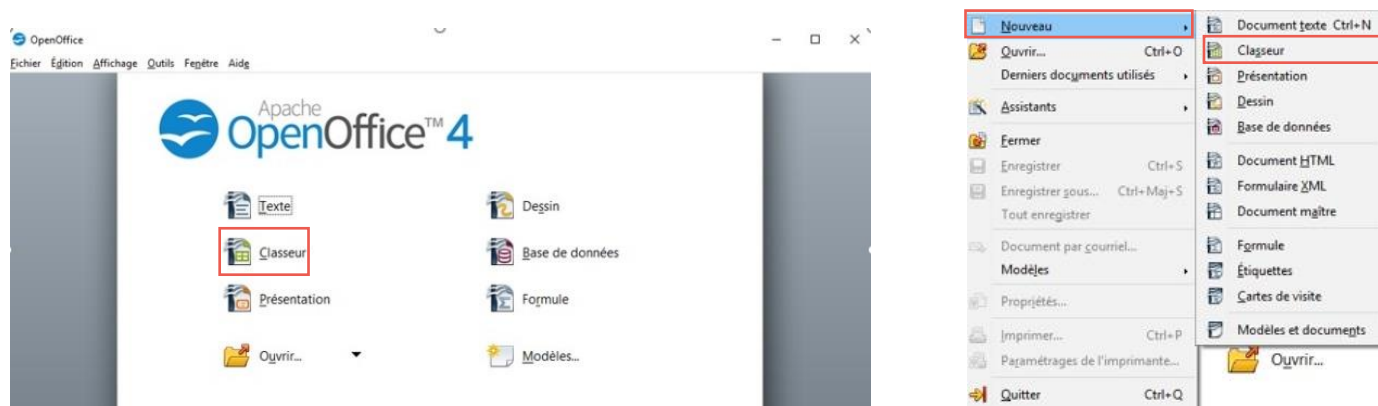 OpenOffice
Fichier Édition Affichage Outils Fenêtre Aide
Apache
OpenOffice™ 4
Texte
Dessin
Classeur
Base de données
Présentation
Formule
Ouvrir...
Modèles...
Nouveau
Ouvrir... Ctrl+O
Derniers documents utilisés
Assistants
Fermer
Enregistrer Ctrl+S
Enregistrer sous... Ctrl+Maj+S
Tout enregistrer
Document par courriel...
Modèles
Propriétés...
Imprimer... Ctrl+P
Paramétrages de l'imprimante...
Quitter Ctrl+Q
Document texte Ctrl+N
Classeur
Présentation
Dessin
Base de données
Document HTML
Formulaire XML
Document maître
Formule
Étiquettes
Cartes de visite
Modèles et documents
Ouvrir...